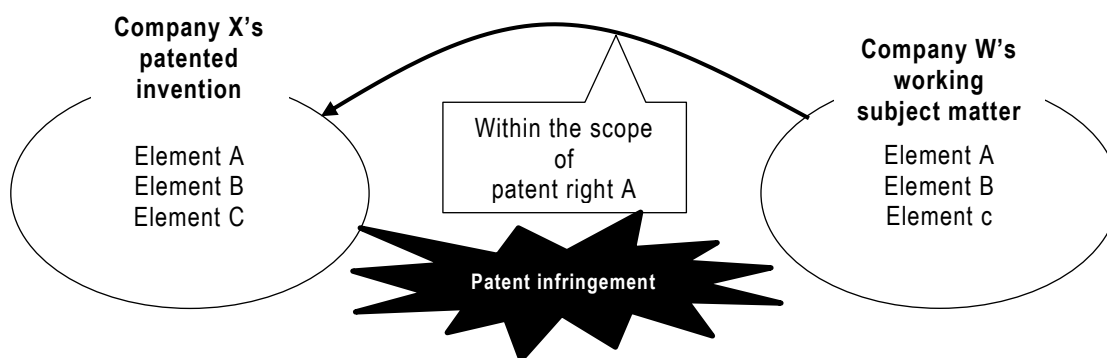 Company X’s
patented
invention
Element A
Element B
Element C
Within the scope
of
patent right A
Patent infringement
Company W’s
working
subject matter
Element A
Element B
Element c